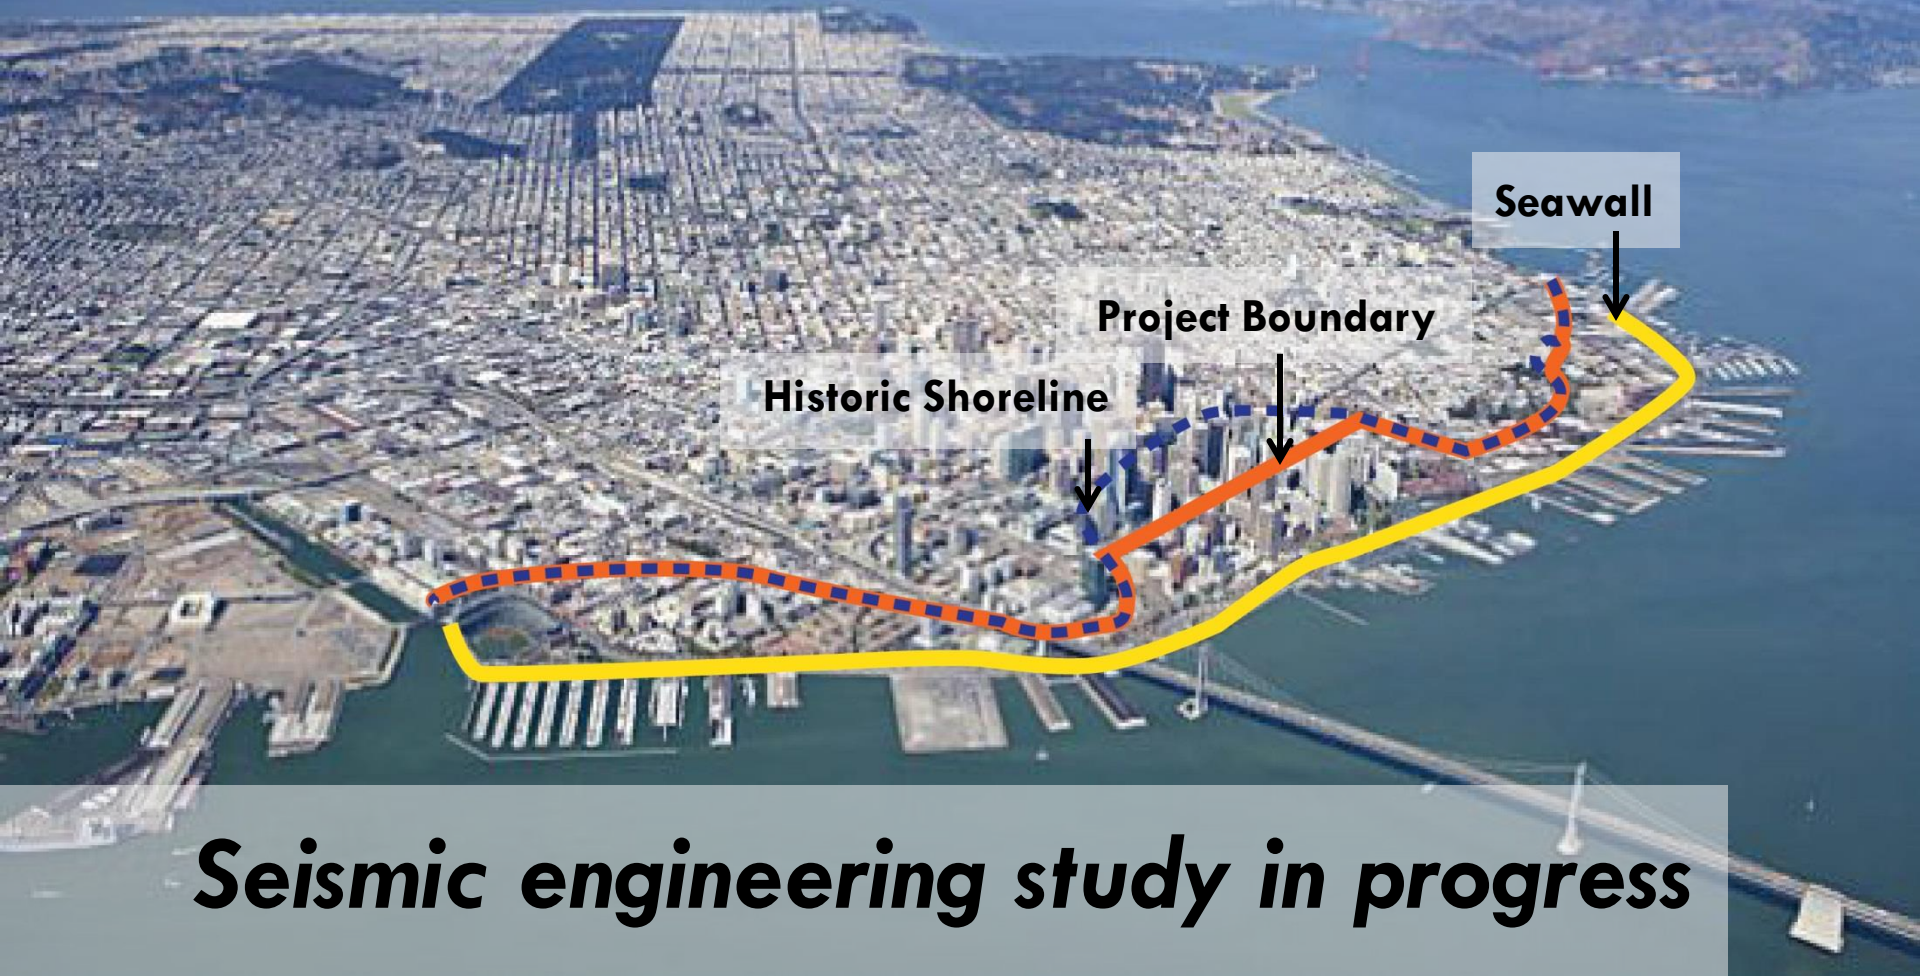 Seawall
Project Boundary
Historic Shoreline
Seismic engineering study in progress